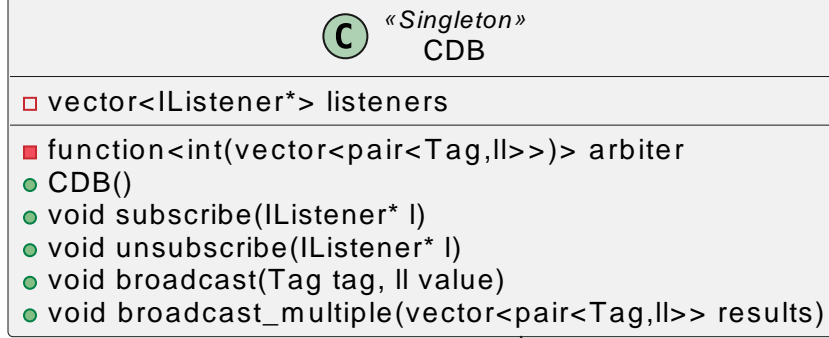 C «Singleton»
CDB
vector<IListener*> listeners
function<int(vector<pair<Tag,ll>>)> arbiter
CDB()
void subscribe(IListener* l)
void unsubscribe(IListener* l)
void broadcast(Tag tag, ll value)
void broadcast_multiple(vector<pair<Tag,ll>> results)